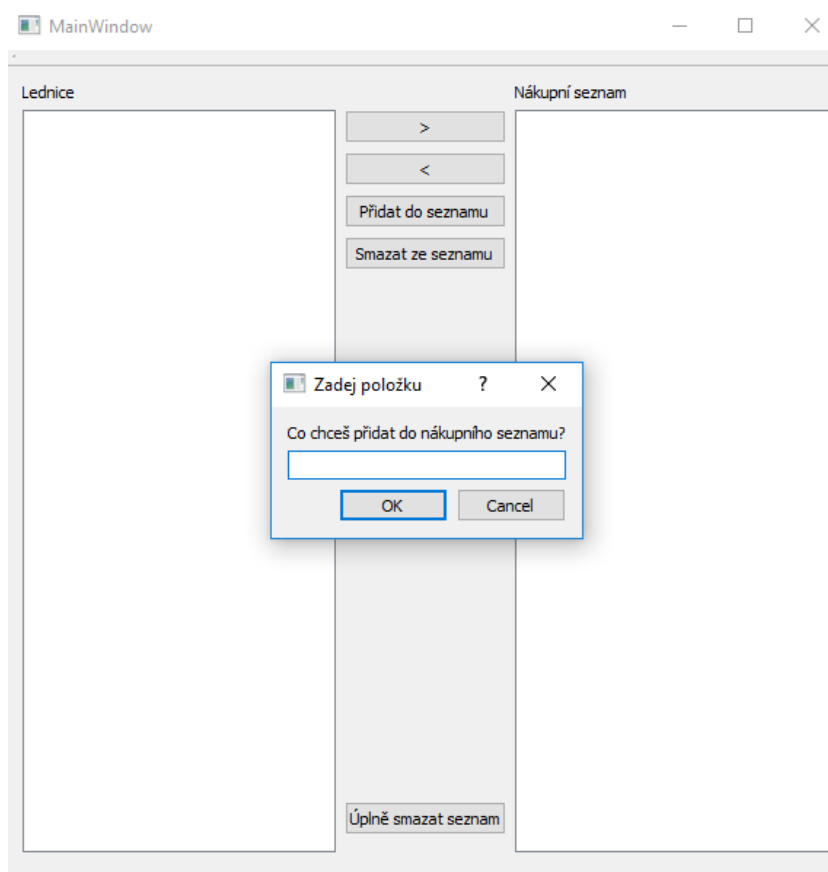 MainWindow
Lednice
Nákupní seznam
>
<
Přidat do seznamu
Smazat ze seznamu
Zadej položku ?
Co chceš přidat do nákupního seznamu?
OK Cancel
Úplně smazat seznam